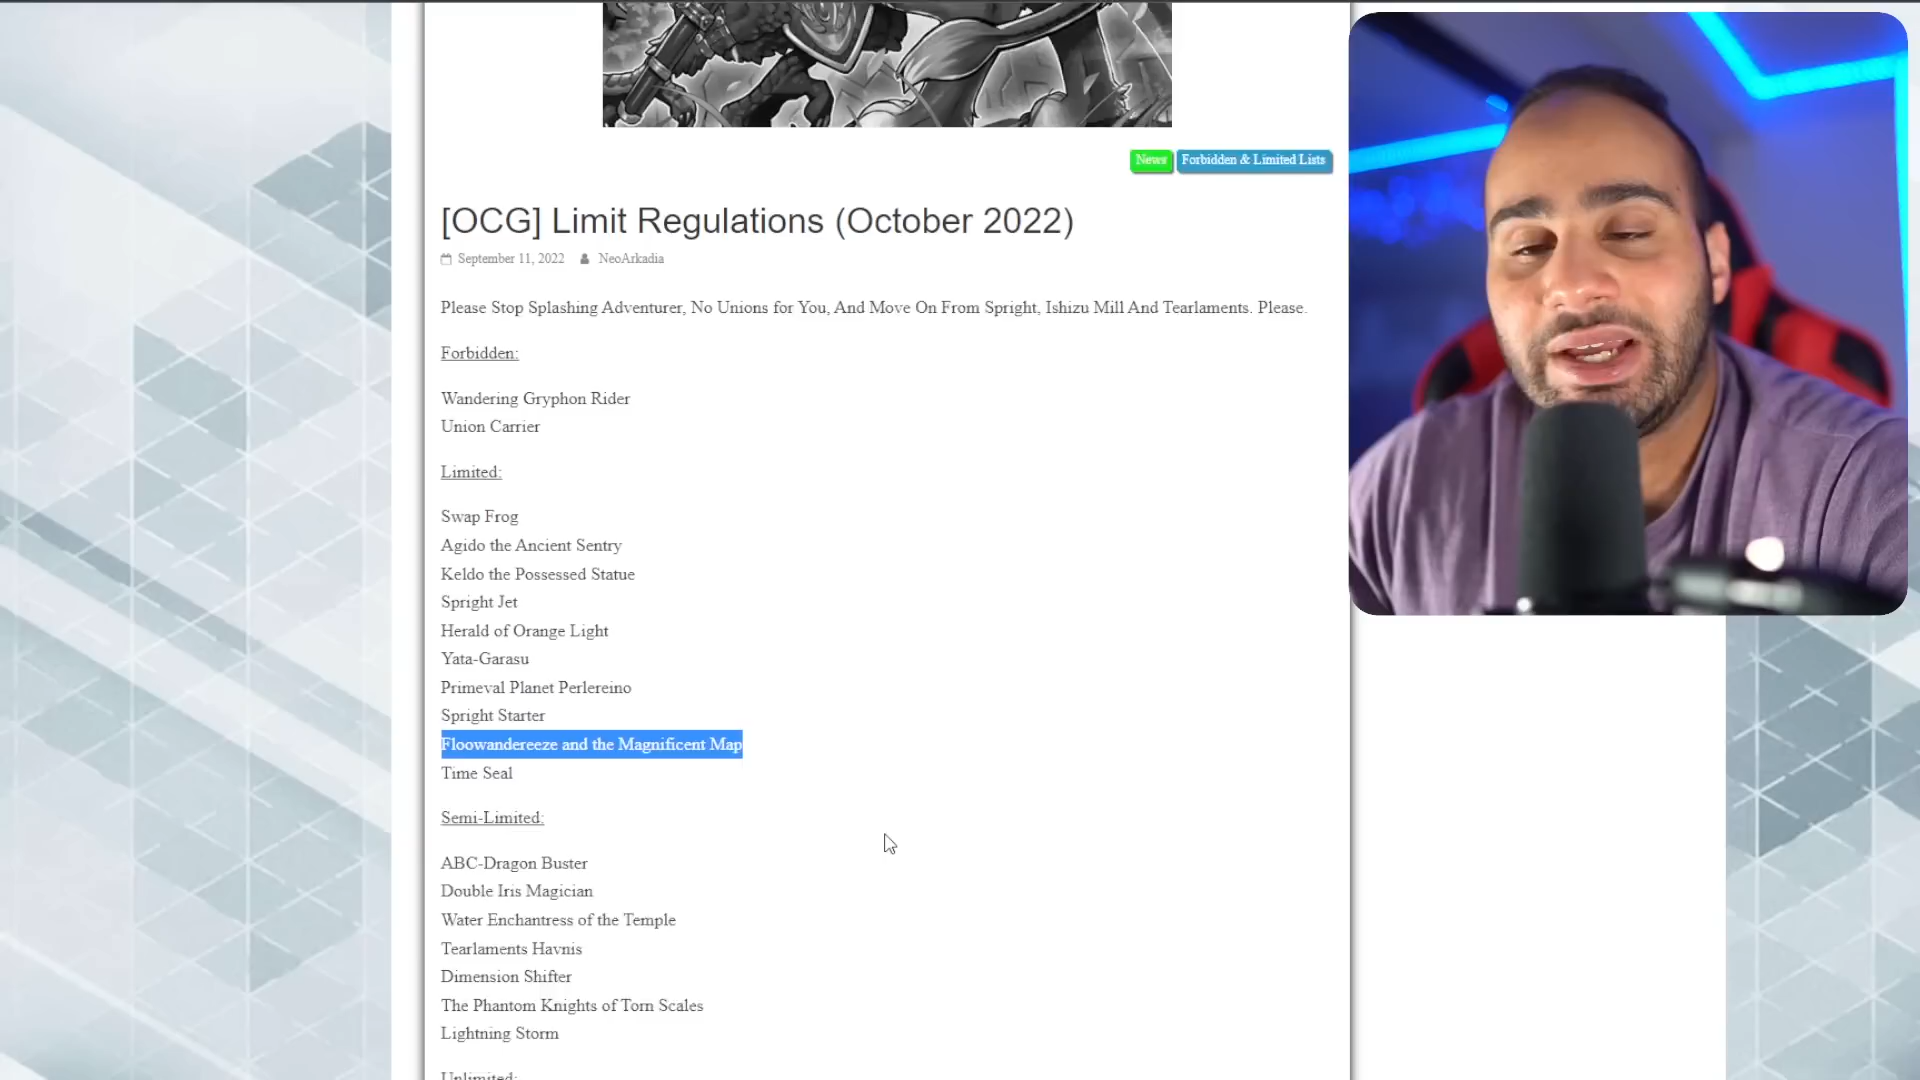 News
Forbidden & Limited Lists
[OCG] Limit Regulations (October 2022)
September 11, 2022 NeoArkadia
Please Stop Splashing Adventurer, No Unions for You, And Move On From Spright, Ishizu Mill And Tearlaments. Please.
Forbidden:
Wandering Gryphon Rider
Union Carrier
Limited:
Swap Frog
Agido the Ancient Sentry
Keldo the Possessed Statue
Spright Jet
Herald of Orange Light
Yata-Garasu
Primeval Planet Perlereino
Spright Starter
Floowandereeze and the Magnificent Map
Time Seal
Semi-Limited:
ABC-Dragon Buster
Double Iris Magician
Water Enchantress of the Temple
Tearlaments Havnis
Dimension Shifter
The Phantom Knights of Torn Scales
Lightning Storm
Unlimited: